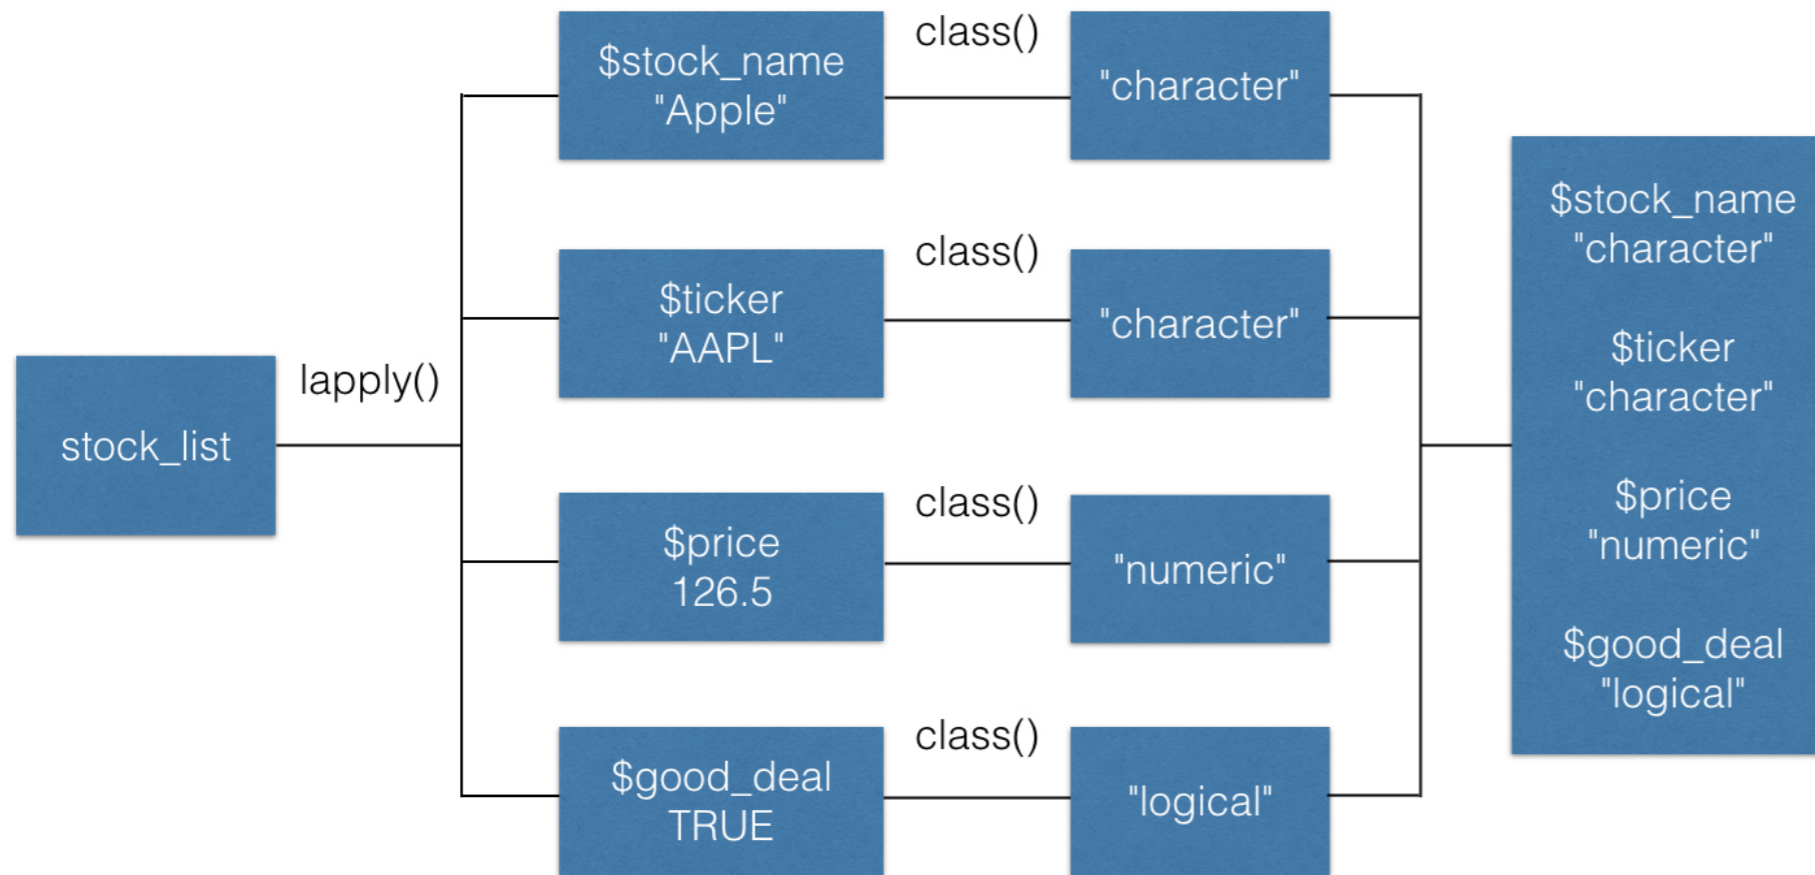 stock_list
lapply()
$stock_name
"Apple"
class()
"character"
$ticker
"AAPL"
class()
"character"
$price
126.5
class()
"numeric"
$good_deal
TRUE
class()
"logical"
$stock_name
"character"
$ticker
"character"
$price
"numeric"
$good_deal
"logical"